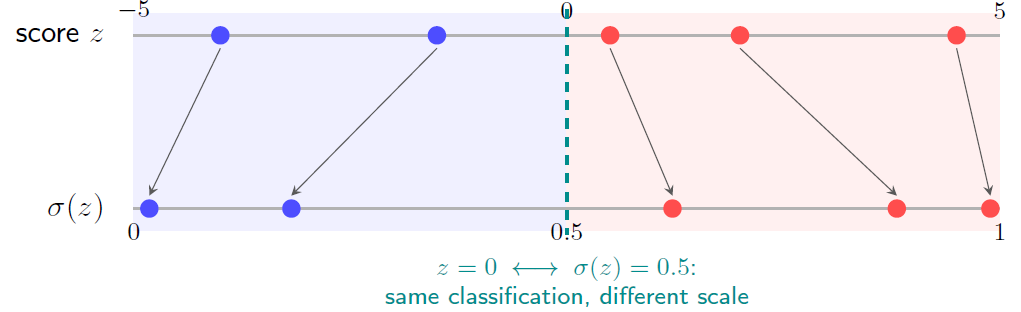 −5 0 5
score z
σ(z)
0 0.5 1
z = 0 ⟷ σ(z) = 0.5:
same classification, different scale